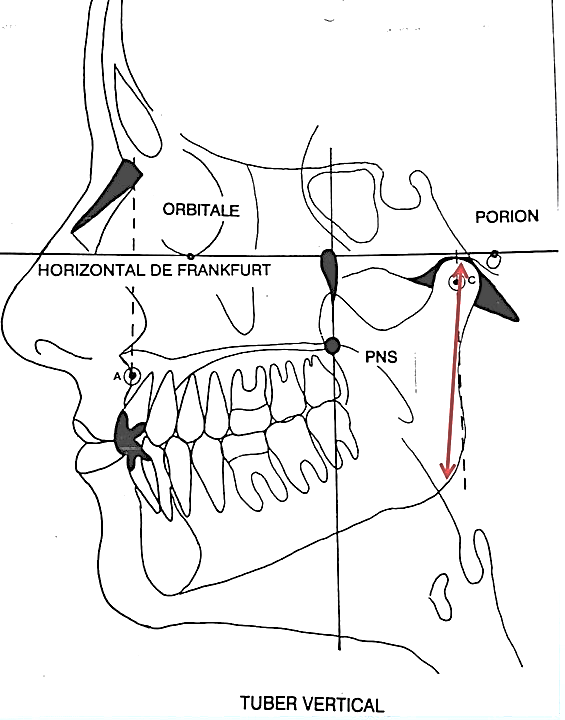 ORBITALE
PORION
HORIZONTAL DE FRANKFURT
C
PNS
A
TUBER VERTICAL